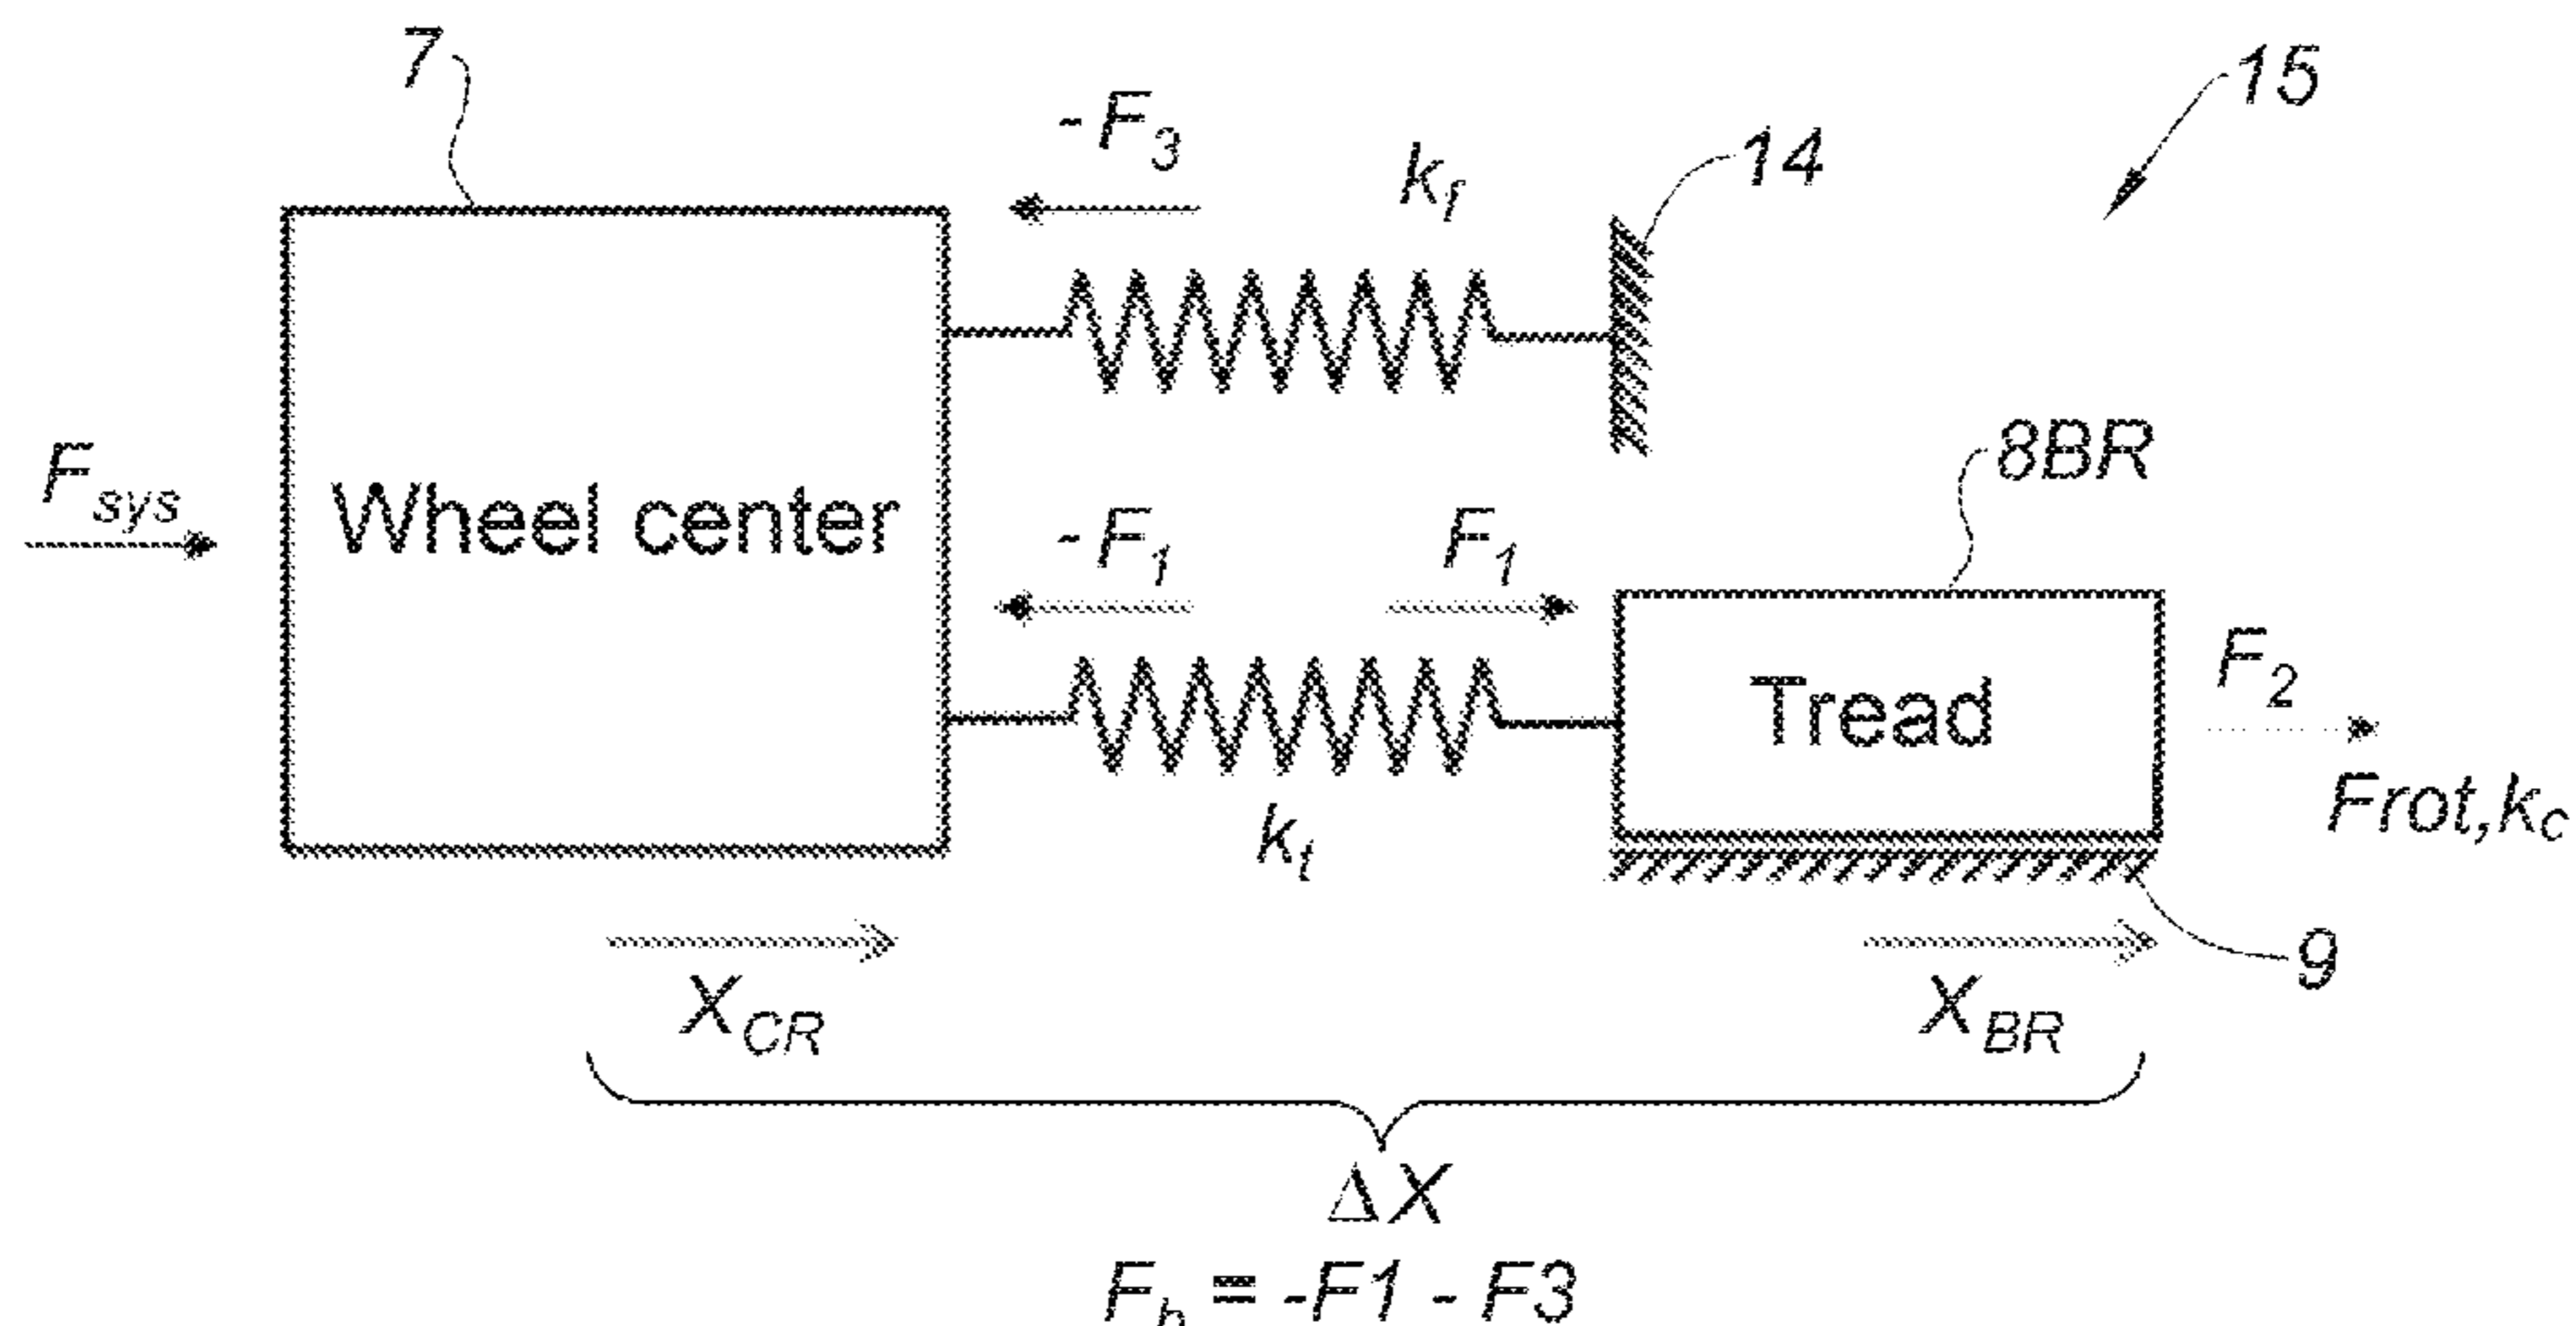 7
15
- F3
kf
14
Fsys
Wheel center
8BR
- F1
F1
Tread
F2
Frot,kc
kt
9
XCR
XBR
ΔX
Fh = -F1 - F3